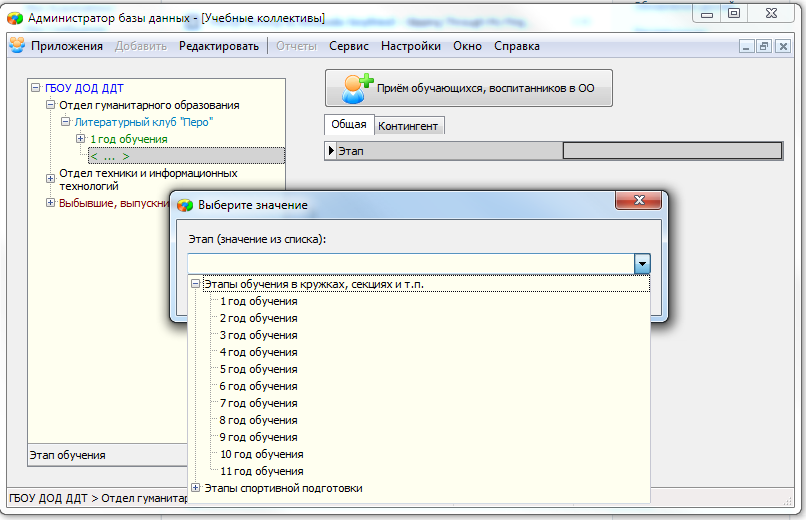 Администратор базы данных - [Учебные коллективы]
Приложения Добавить Редактировать Отчеты Сервис Настройки Окно Справка
ГБОУ ДОД ДДТ
Отдел гуманитарного образования
Литературный клуб "Перо"
1 год обучения
< ... >
Отдел техники и информационных
технологий
Выбывшие, выпускни
Этап обучения
Приём обучающихся, воспитанников в ОО
Общая Контингент
Этап
Выберите значение
Этап (значение из списка):
Этапы обучения в кружках, секциях и т.п.
1 год обучения
2 год обучения
3 год обучения
4 год обучения
5 год обучения
6 год обучения
7 год обучения
8 год обучения
9 год обучения
10 год обучения
11 год обучения
Этапы спортивной подготовки
ГБОУ ДОД ДДТ > Отдел гуманитар